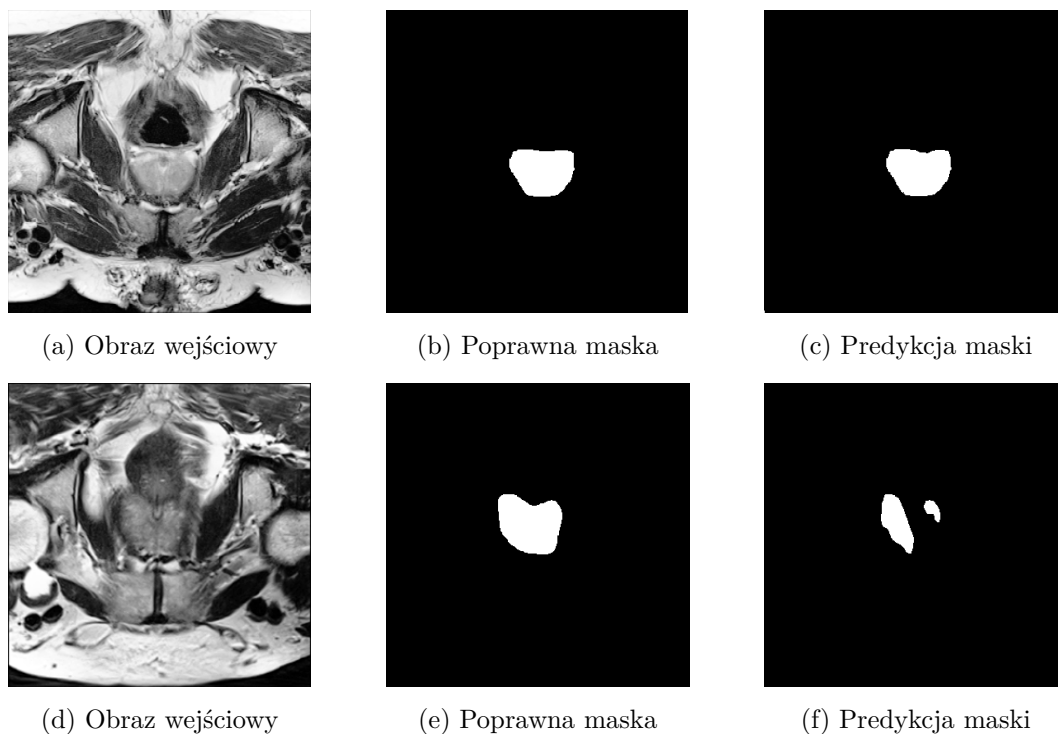 (a) Obraz wejściowy
(b) Poprawna maska
(c) Predykcja maski
(d) Obraz wejściowy
(e) Poprawna maska
(f) Predykcja maski